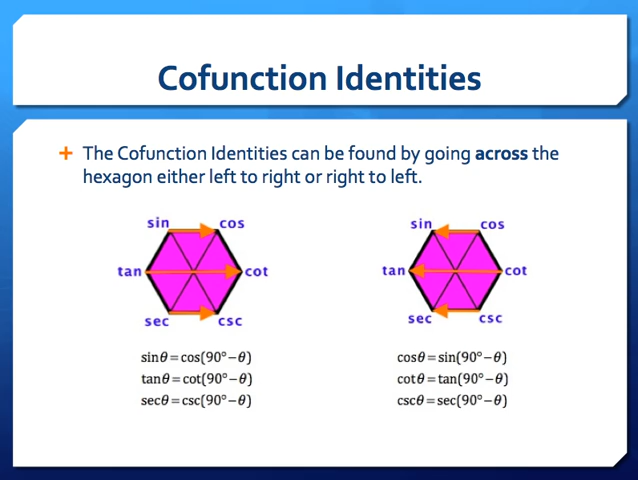 Cofunction Identities
+ The Cofunction Identities can be found by going across the
hexagon either left to right or right to left.
sin cos
tan cot
sec csc
sinθ=cos(90°−θ)
tanθ=cot(90°−θ)
secθ=csc(90°−θ)
sin cos
tan cot
sec csc
cosθ=sin(90°−θ)
cotθ=tan(90°−θ)
cscθ=sec(90°−θ)